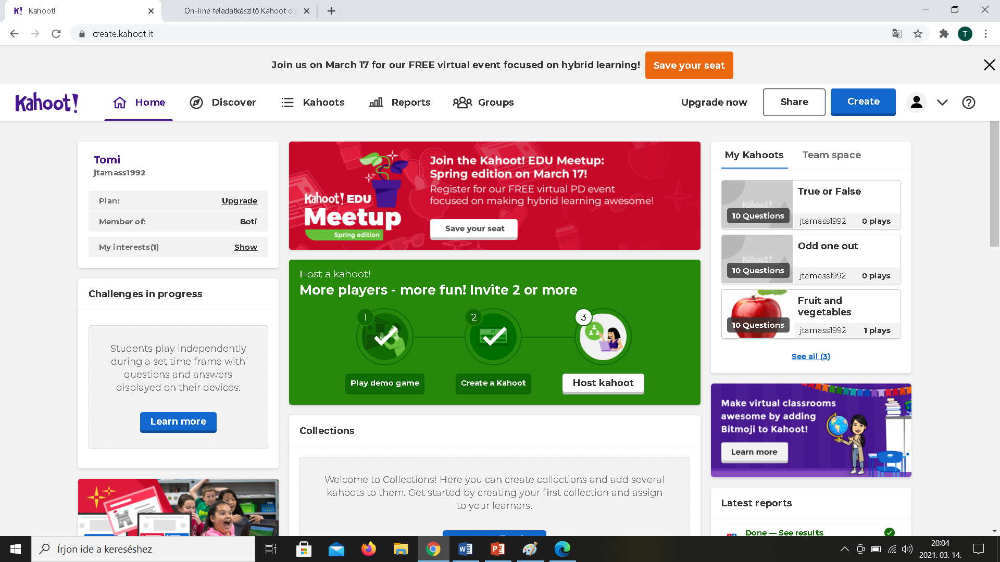 Kahoot!
On-line feladatkészítő Kahoot
create.kahoot.it
T
Join us on March 17 for our FREE virtual event focused on hybrid learning!
Save your seat
Kahoot!
Home
Discover
Kahoots
Reports
Groups
Upgrade now
Share
Create
Tomi
jtamass1992
Plan:
Upgrade
Member of:
Boti
My interests(1)
Show
Challenges in progress
Students play independently
during a set time frame with
questions and answers
displayed on their devices.
Learn more
Kahoot! EDU
Meetup
Spring edition
Join the Kahoot! EDU Meetup:
Spring edition on March 17!
Register for our FREE virtual PD event
focused on making hybrid learning awesome!
Save your seat
Host a kahoot!
More players - more fun! Invite 2 or more
1
2
3
Play demo game
Create a Kahoot
Host kahoot
Collections
Welcome to Collections! Here you can create collections and add several
kahoots to them. Get started by creating your first collection and assign
to your learners.
My Kahoots
Team space
Kahoot!
10 Questions
True or False
jtamass1992
0 plays
Kahoot!
10 Questions
Odd one out
jtamass1992
0 plays
10 Questions
Fruit and
vegetables
jtamass1992
1 plays
See all (3)
Make virtual classrooms
awesome by adding
Bitmoji to Kahoot!
Learn more
Latest reports
Done — See results
Írjon ide a kereséshez
20:04
2021. 03. 14.